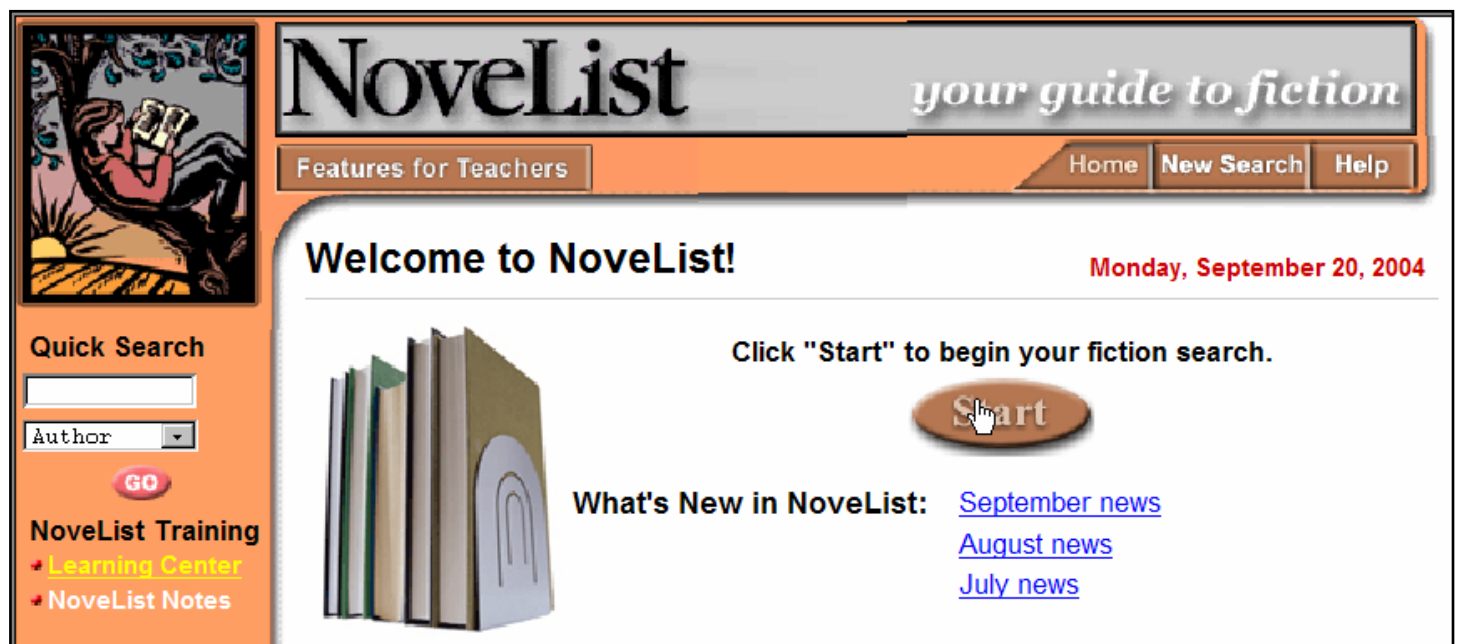 NoveList
your guide to fiction
Features for Teachers
Home
New Search
Help
Welcome to NoveList!
Monday, September 20, 2004
Quick Search
Author
GO
NoveList Training
Learning Center
NoveList Notes
Click "Start" to begin your fiction search.
Start
What's New in NoveList:
September news
August news
July news